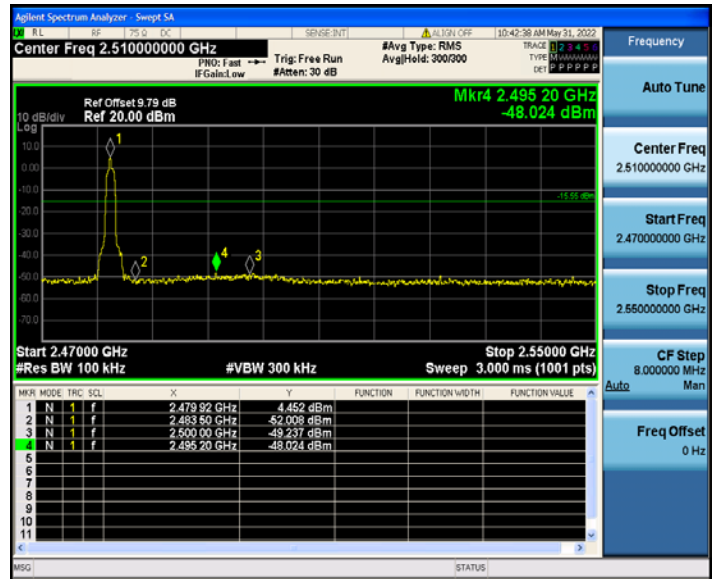 Agilent Spectrum Analyzer - Swept SA
RL RF 75 Ω DC SENSE:INT ALIGN OFF 10:42:38 AM May 31, 2022
Center Freq 2.510000000 GHz
PNO: Fast
IFGain:Low
Trig: Free Run
#Atten: 30 dB
#Avg Type: RMS
Avg|Hold: 300/300
TRACE 1 2 3 4 5 6
TYPE MWWWWW
DET P P P P P P
Ref Offset 9.79 dB
Ref 20.00 dBm
10 dB/div
Log
Mkr4 2.495 20 GHz
-48.024 dBm
10.0
0.00
-10.0
-20.0
-30.0
-40.0
-50.0
-60.0
-70.0
1
2
4
3
-15.55 dBm
Start 2.47000 GHz
Stop 2.55000 GHz
#Res BW 100 kHz
#VBW 300 kHz
Sweep 3.000 ms (1001 pts)
MKR MODE TRC SCL X Y FUNCTION FUNCTION WIDTH FUNCTION VALUE
1 N 1 f 2.479 92 GHz 4.452 dBm
2 N 1 f 2.483 50 GHz -52.008 dBm
3 N 1 f 2.500 00 GHz -49.237 dBm
4 N 1 f 2.495 20 GHz -48.024 dBm
5
6
7
8
9
10
11
MSG
STATUS
Frequency
Auto Tune
Center Freq
2.510000000 GHz
Start Freq
2.470000000 GHz
Stop Freq
2.550000000 GHz
CF Step
8.000000 MHz
Auto Man
Freq Offset
0 Hz